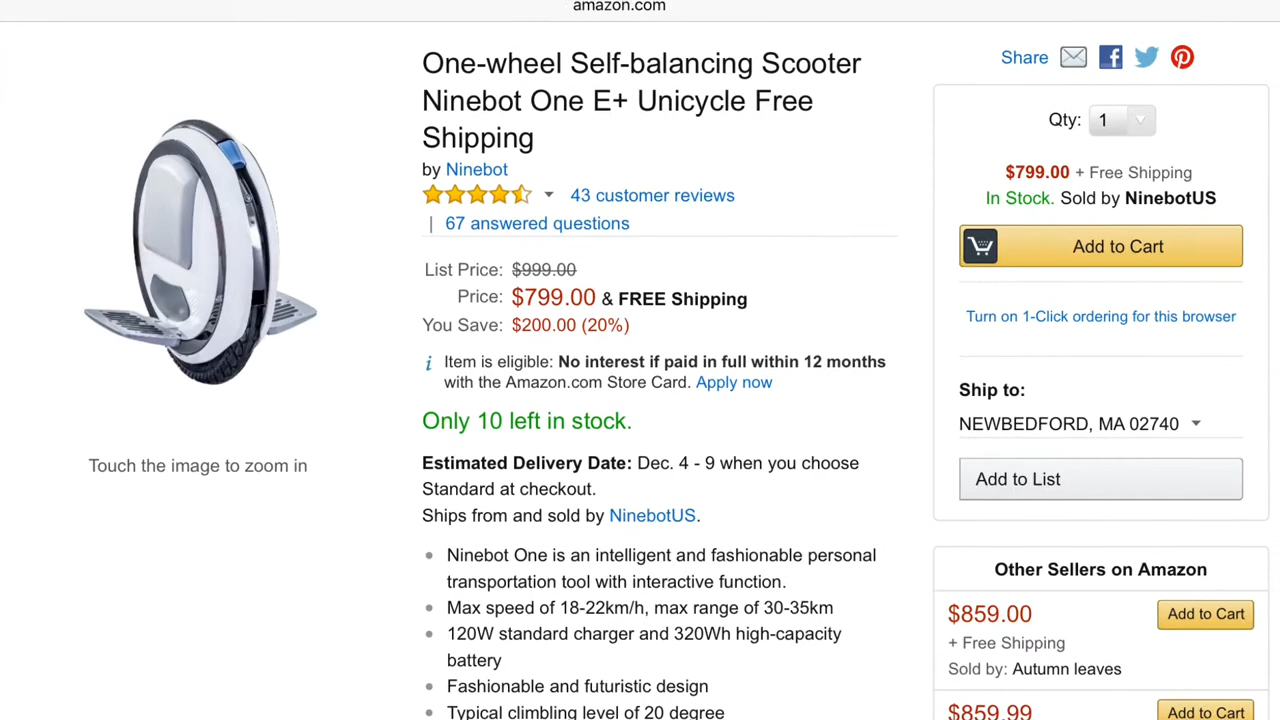 amazon.com
One-wheel Self-balancing Scooter
Ninebot One E+ Unicycle Free
Shipping
by Ninebot
43 customer reviews
| 67 answered questions
List Price: $999.00
Price: $799.00 & FREE Shipping
You Save: $200.00 (20%)
i Item is eligible: No interest if paid in full within 12 months
with the Amazon.com Store Card. Apply now
Only 10 left in stock.
Estimated Delivery Date: Dec. 4 - 9 when you choose
Standard at checkout.
Ships from and sold by NinebotUS.
• Ninebot One is an intelligent and fashionable personal
transportation tool with interactive function.
• Max speed of 18-22km/h, max range of 30-35km
• 120W standard charger and 320Wh high-capacity
battery
• Fashionable and futuristic design
• Typical climbling level of 20 degree
Touch the image to zoom in
Share
Qty: 1
$799.00 + Free Shipping
In Stock. Sold by NinebotUS
Add to Cart
Turn on 1-Click ordering for this browser
Ship to:
NEWBEDFORD, MA 02740
Add to List
Other Sellers on Amazon
$859.00 Add to Cart
+ Free Shipping
Sold by: Autumn leaves
$859.99 Add to Cart